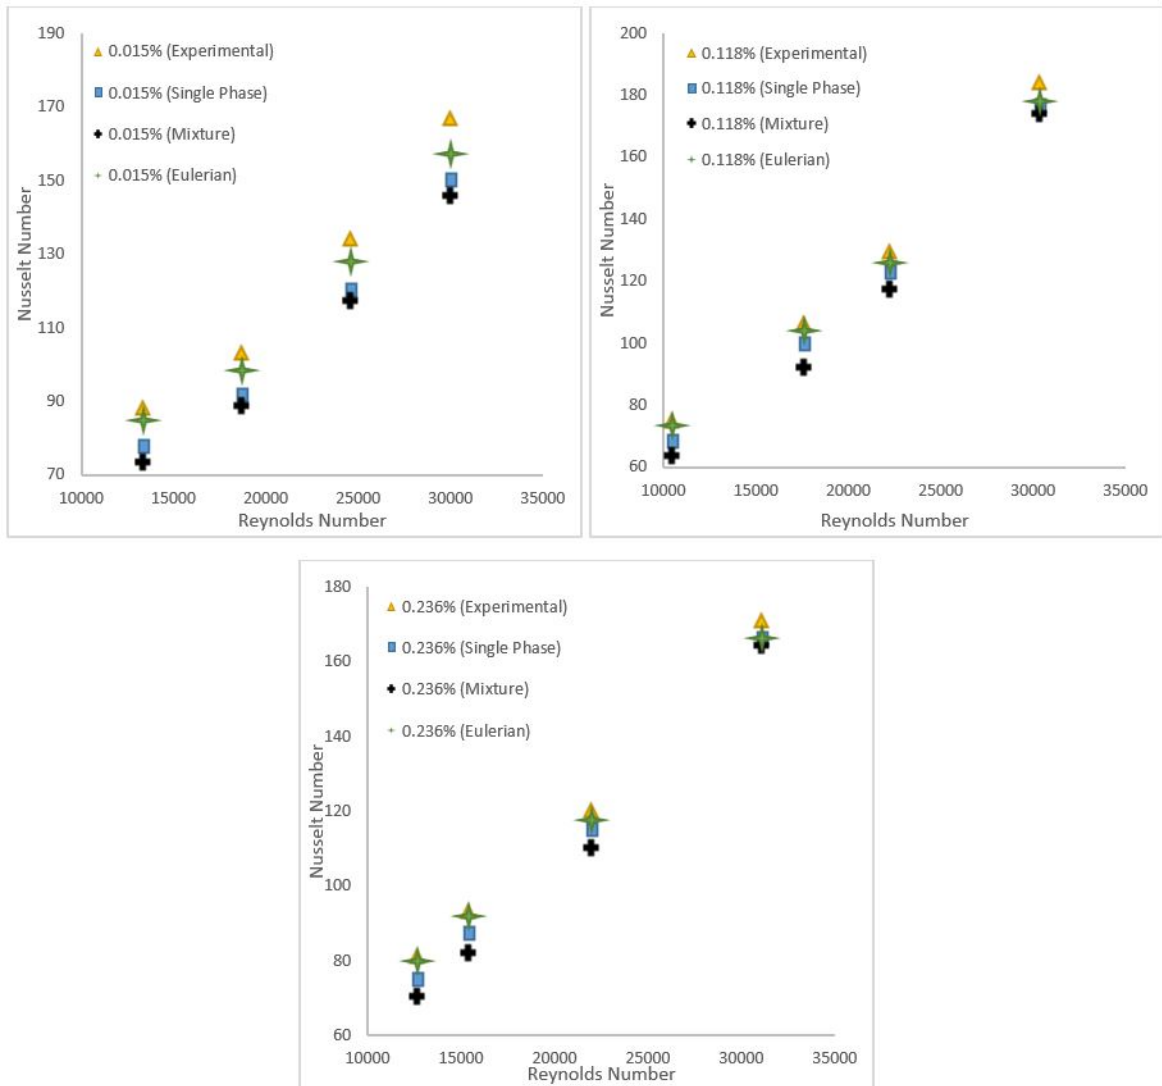 190
170
150
130
110
90
70
Nusselt Number
0.015% (Experimental)
0.015% (Single Phase)
0.015% (Mixture)
0.015% (Eulerian)
10000 15000 20000 25000 30000 35000
Reynolds Number
200
180
160
140
120
100
80
60
Nusselt Number
0.118% (Experimental)
0.118% (Single Phase)
0.118% (Mixture)
0.118% (Eulerian)
10000 15000 20000 25000 30000 35000
Reynolds Number
180
160
140
120
100
80
60
Nusselt Number
0.236% (Experimental)
0.236% (Single Phase)
0.236% (Mixture)
0.236% (Eulerian)
10000 15000 20000 25000 30000 35000
Reynolds Number